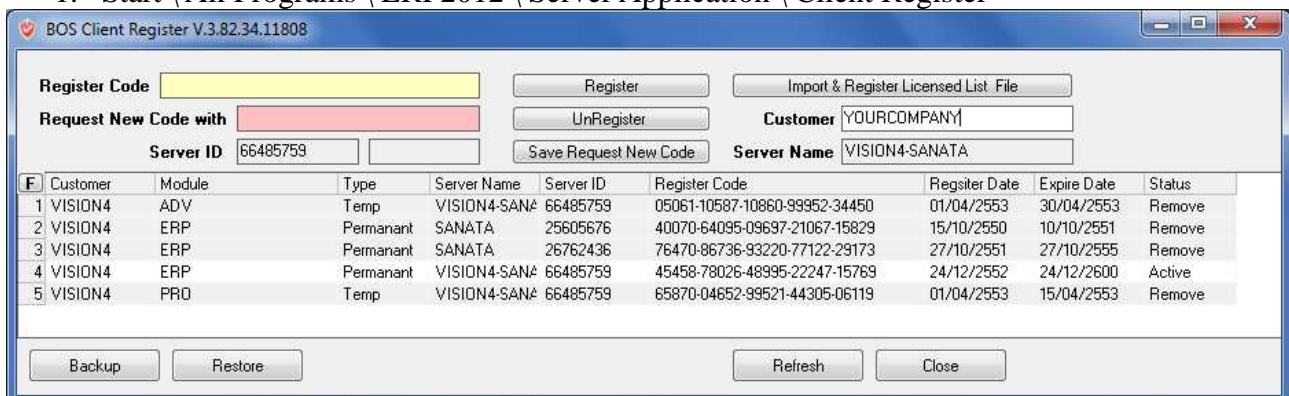 1. Start \ All Programs \ ERP2012 \ Server Application \ Client Register
BOS Client Register V.3.82.34.11808
Register Code Register Import & Register Licensed List File
Request New Code with UnRegister Customer YOURCOMPANY
Server ID 66485759 Save Request New Code Server Name VISION4-SANATA
F Customer Module Type Server Name Server ID Register Code Regsiter Date Expire Date Status
1 VISION4 ADV Temp VISION4-SANA 66485759 05061-10587-10860-99952-34450 01/04/2553 30/04/2553 Remove
2 VISION4 ERP Permanant SANATA 25605676 40070-64095-09697-21067-15829 15/10/2550 10/10/2551 Remove
3 VISION4 ERP Permanant SANATA 26762436 76470-86736-93220-77122-29173 27/10/2551 27/10/2555 Remove
4 VISION4 ERP Permanant VISION4-SANA 66485759 45458-78026-48995-22247-15769 24/12/2552 24/12/2600 Active
5 VISION4 PRO Temp VISION4-SANA 66485759 65870-04652-99521-44305-06119 01/04/2553 15/04/2553 Remove
Backup Restore Refresh Close